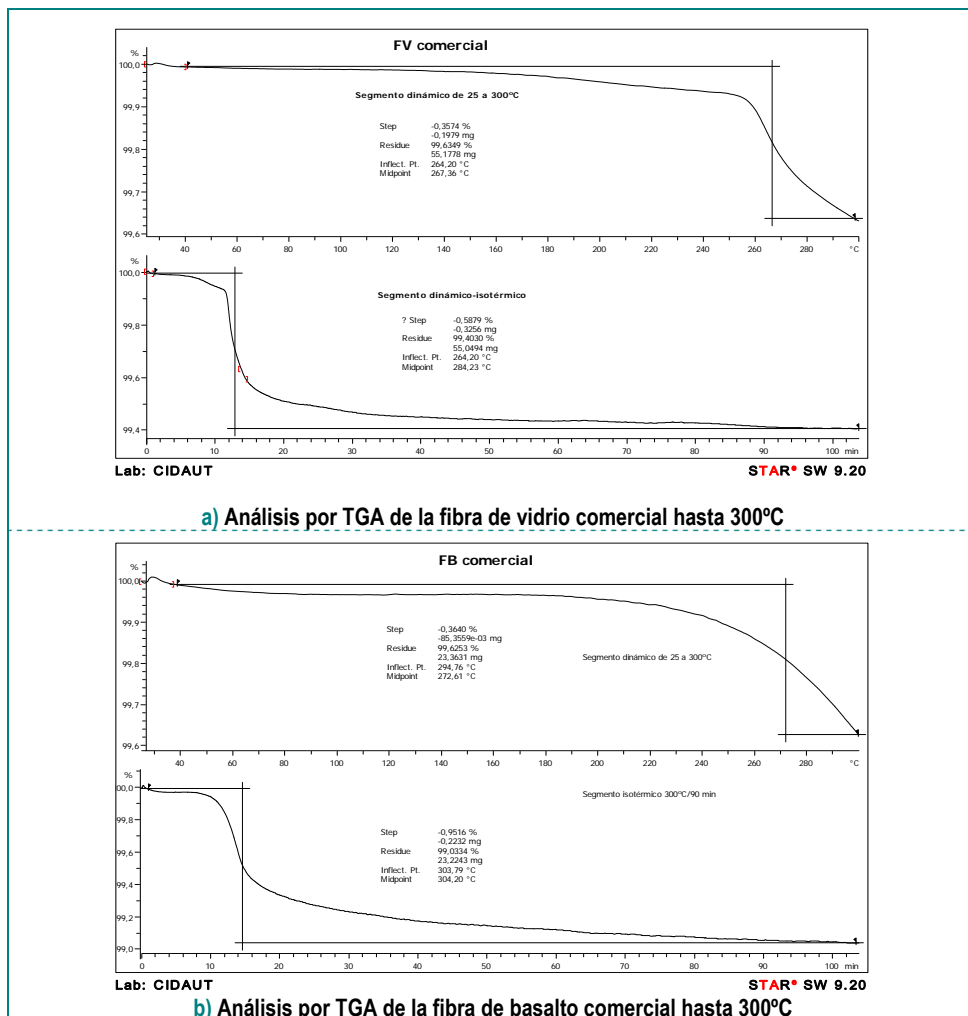 FV comercial
%
100,0
99,9
99,8
99,7
99,6
Segmento dinámico de 25 a 300ºC
Step -0,3574 %
-0,1979 mg
Residue 99,6349 %
55,1778 mg
Inflect. Pt. 264,20 °C
Midpoint 267,36 °C
40 60 80 100 120 140 160 180 200 220 240 260 280 °C
%
100,0
99,8
99,6
99,4
Segmento dinámico-isotérmico
? Step -0,5879 %
-0,3256 mg
Residue 99,4030 %
55,0494 mg
Inflect. Pt. 264,20 °C
Midpoint 284,23 °C
0 10 20 30 40 50 60 70 80 90 100 min
Lab: CIDAUT STARe SW 9.20
a) Análisis por TGA de la fibra de vidrio comercial hasta 300ºC
FB comercial
%
100,0
99,9
99,8
99,7
99,6
Step -0,3640 %
-85,3559e-03 mg
Residue 99,6253 %
23,3631 mg
Inflect. Pt. 294,76 °C
Midpoint 272,61 °C
Segmento dinámico de 25 a 300ºC
40 60 80 100 120 140 160 180 200 220 240 260 280 °C
%
00,0
99,8
99,6
99,4
99,2
99,0
Segmento isotérmico 300ºC/90 min
Step -0,9516 %
-0,2232 mg
Residue 99,0334 %
23,2243 mg
Inflect. Pt. 303,79 °C
Midpoint 304,20 °C
0 10 20 30 40 50 60 70 80 90 100 min
Lab: CIDAUT STARe SW 9.20
b) Análisis por TGA de la fibra de basalto comercial hasta 300ºC